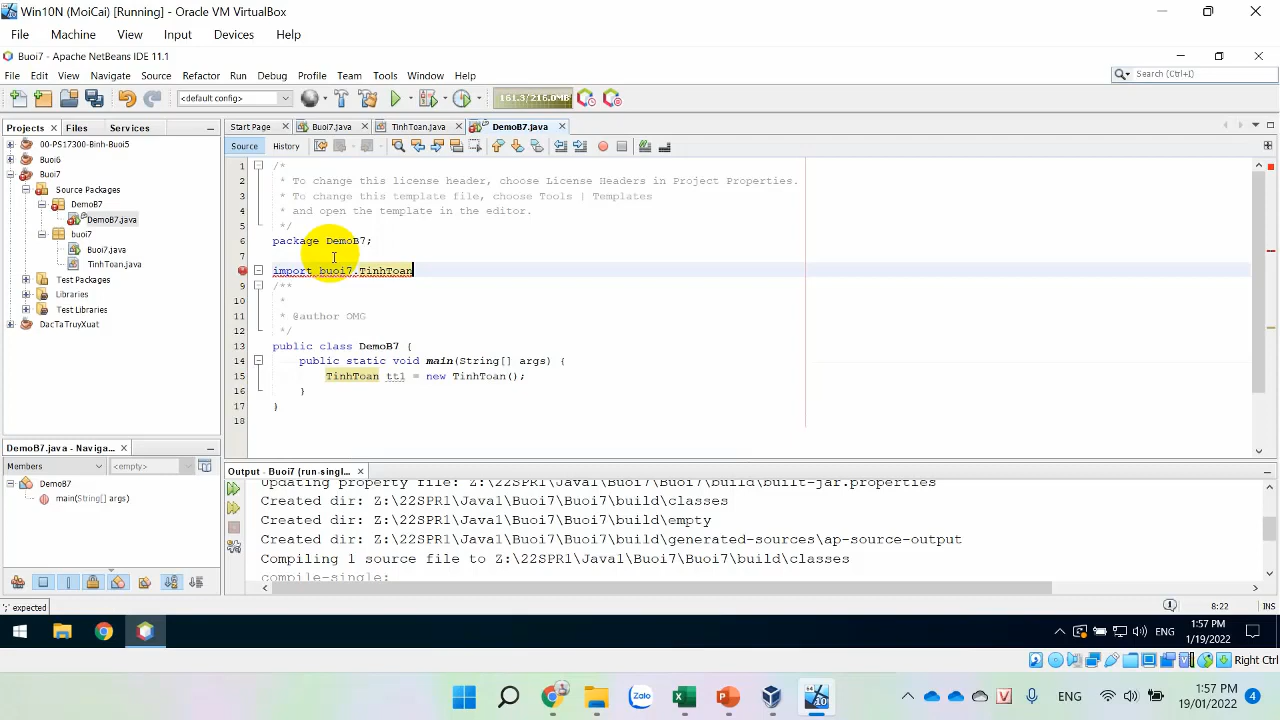 Win10N (MoiCai) [Running] - Oracle VM VirtualBox
File Machine View Input Devices Help
Buoi7 - Apache NetBeans IDE 11.1
File Edit View Navigate Source Refactor Run Debug Profile Team Tools Window Help
Search (Ctrl+I)
<default config>
161.3/216.0MB
Projects Files Services
Start Page Buoi7.java TinhToan.java DemoB7.java
Source History
00-PS17300-Binh-Buoi5
Buoi6
Buoi7
Source Packages
DemoB7
DemoB7.java
buoi7
Buoi7.java
TinhToan.java
Test Packages
Libraries
Test Libraries
DacTaTruyXuat
1 /*
2 * To change this license header, choose License Headers in Project Properties.
3 * To change this template file, choose Tools | Templates
4 * and open the template in the editor.
5 */
6 package DemoB7;
7
import buoi7.TinhToan
9 /**
10 *
11 * @author OMG
12 */
13 public class DemoB7 {
14 public static void main(String[] args) {
15 TinhToan tt1 = new TinhToan();
16 }
17 }
18
DemoB7.java - Naviga...
Members <empty>
DemoB7
main(String[] args)
Output - Buoi7 (run-singl...
Updating property file: Z:\22SPR1\Java1\Buoi7\Buoi7\build\built-jar.properties
Created dir: Z:\22SPR1\Java1\Buoi7\Buoi7\build\classes
Created dir: Z:\22SPR1\Java1\Buoi7\Buoi7\build\empty
Created dir: Z:\22SPR1\Java1\Buoi7\Buoi7\build\generated-sources\ap-source-output
Compiling 1 source file to Z:\22SPR1\Java1\Buoi7\Buoi7\build\classes
compile-single:
';' expected
8:22 INS
ENG 1:57 PM
1/19/2022
Right Ctrl
Zalo
10
ENG 1:57 PM
19/01/2022
4